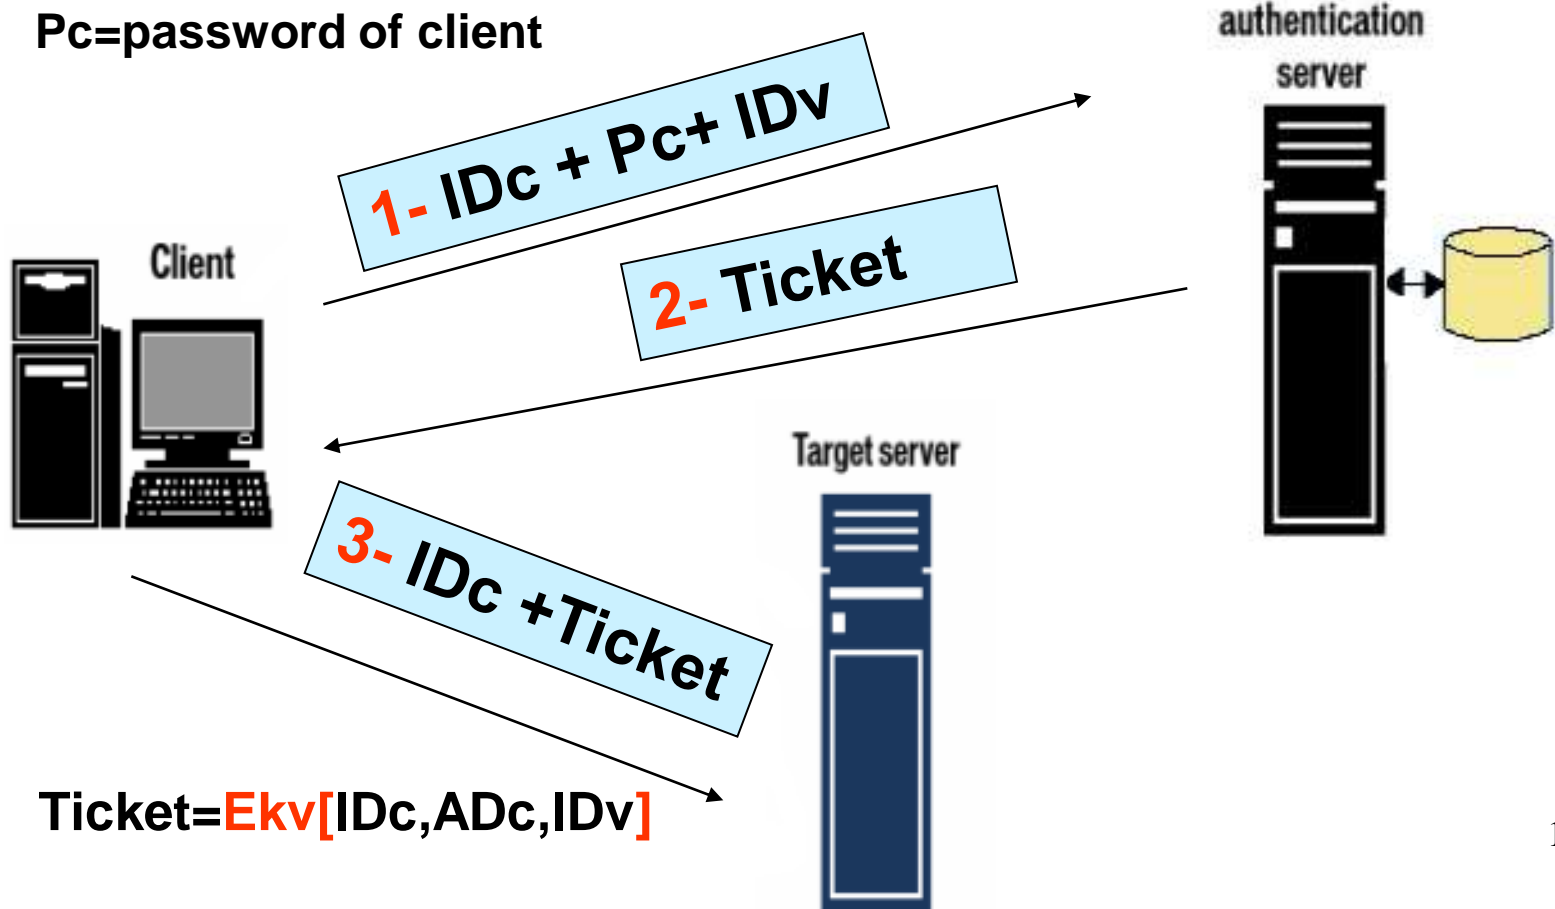 Pc=password of client
authentication
server
1- IDc + Pc+ IDv
Client
2- Ticket
Target server
3- IDc +Ticket
Ticket=Ekv[IDc,ADc,IDv]
1